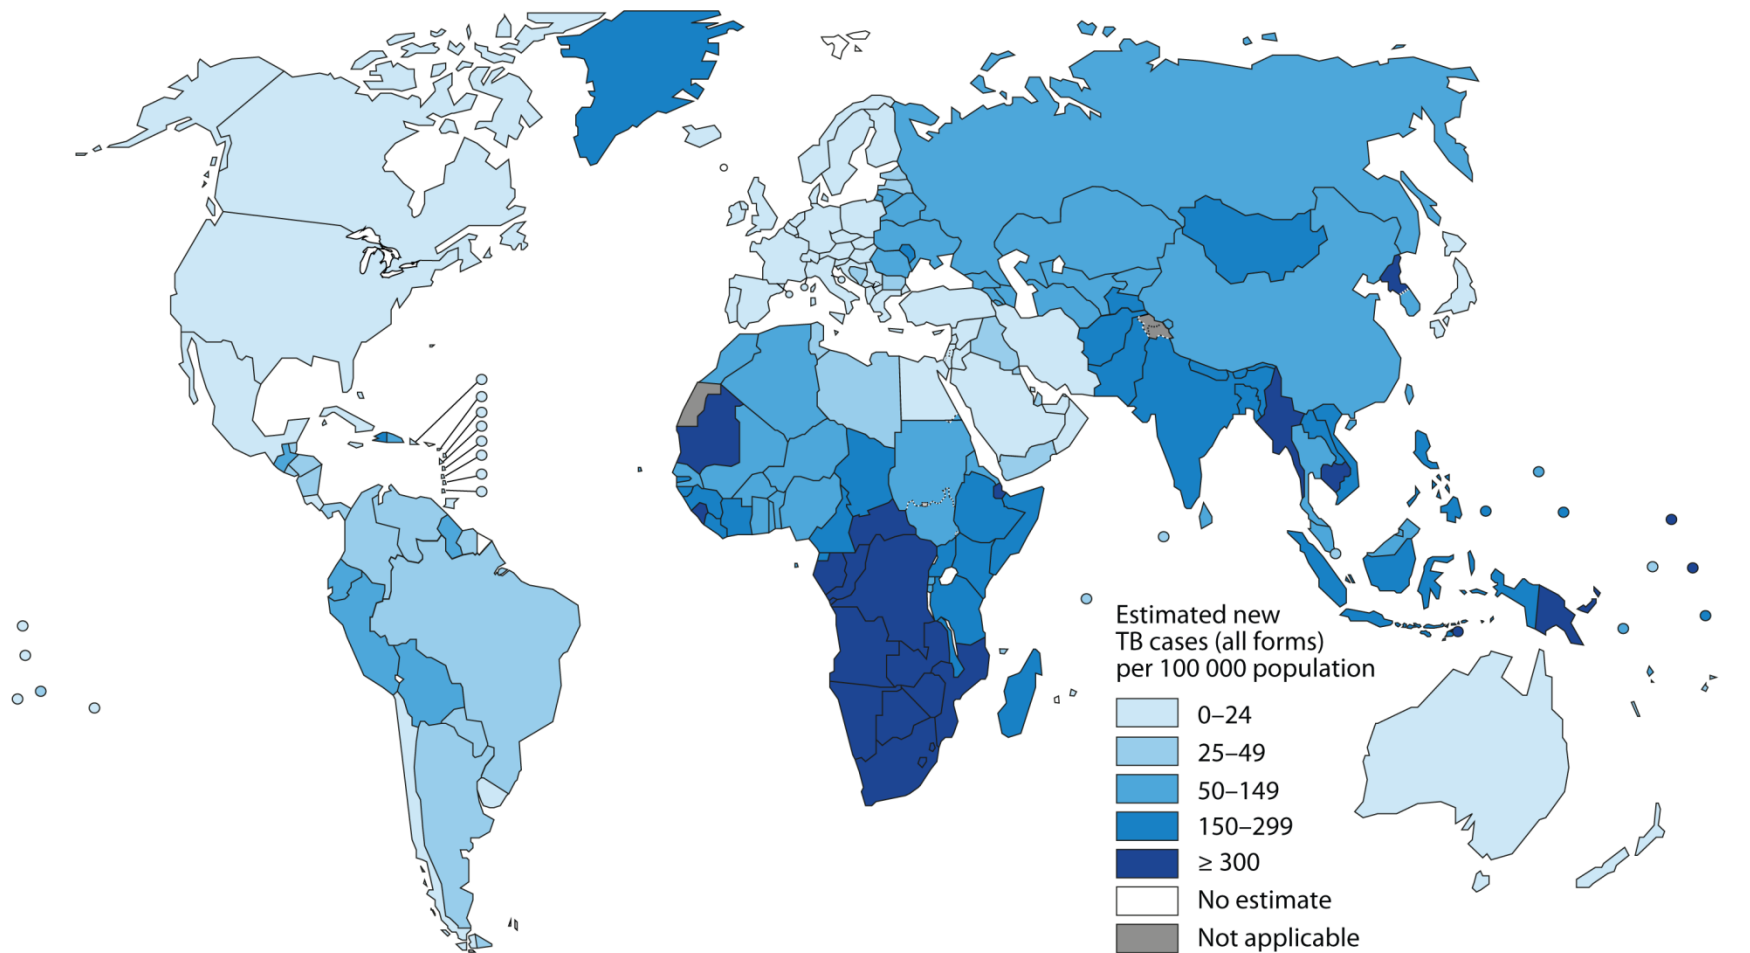 Estimated new
TB cases (all forms)
per 100 000 population
0–24
25–49
50–149
150–299
≥ 300
No estimate
Not applicable